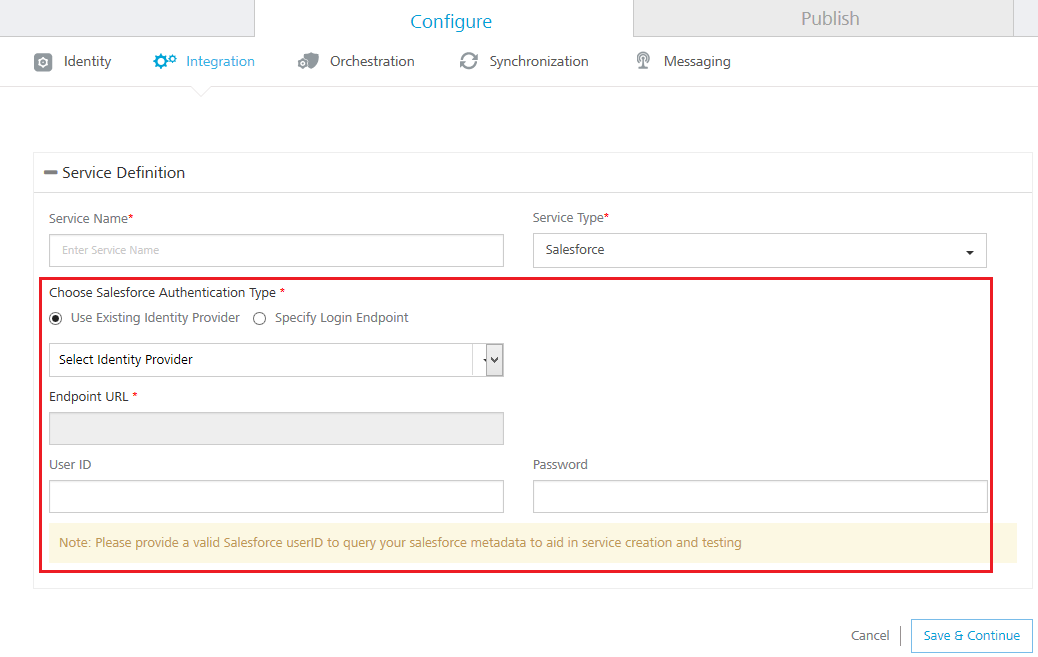 Configure
Publish
Identity
Integration
Orchestration
Synchronization
Messaging
Service Definition
Service Name*
Service Type*
Enter Service Name
Salesforce
Choose Salesforce Authentication Type *
Use Existing Identity Provider
Specify Login Endpoint
Select Identity Provider
Endpoint URL *
User ID
Password
Note: Please provide a valid Salesforce userID to query your salesforce metadata to aid in service creation and testing
Cancel
Save & Continue